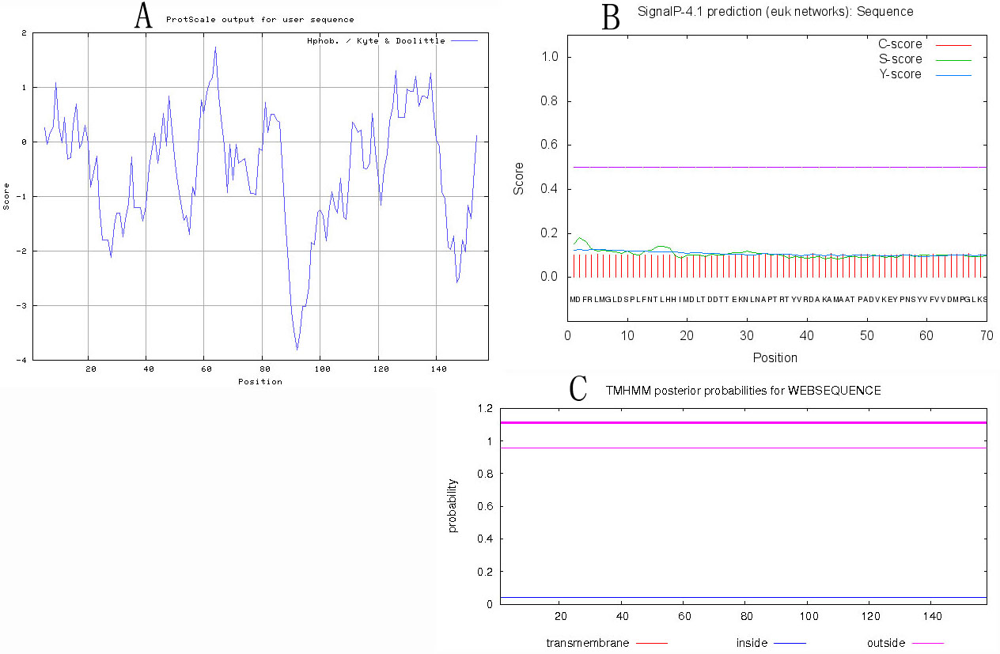 A
ProtScale output for user sequence
Hphob. / Kyte & Doolittle
2
1
0
-1
-2
-3
-4
Score
20 40 60 80 100 120 140
Position
B
SignalP-4.1 prediction (euk networks): Sequence
C-score
S-score
Y-score
1.0
0.8
0.6
0.4
0.2
0.0
Score
MDFRLMGLDSPLFNTLHHIMDLTDDTTEKNLNAPTRTYVRDAKAMAATPADVKEYPNSYVFVVDMPGLKS
0 10 20 30 40 50 60 70
Position
C
TMHMM posterior probabilities for WEBSEQUENCE
1.2
1
0.8
0.6
0.4
0.2
0
probability
20 40 60 80 100 120 140
transmembrane inside outside